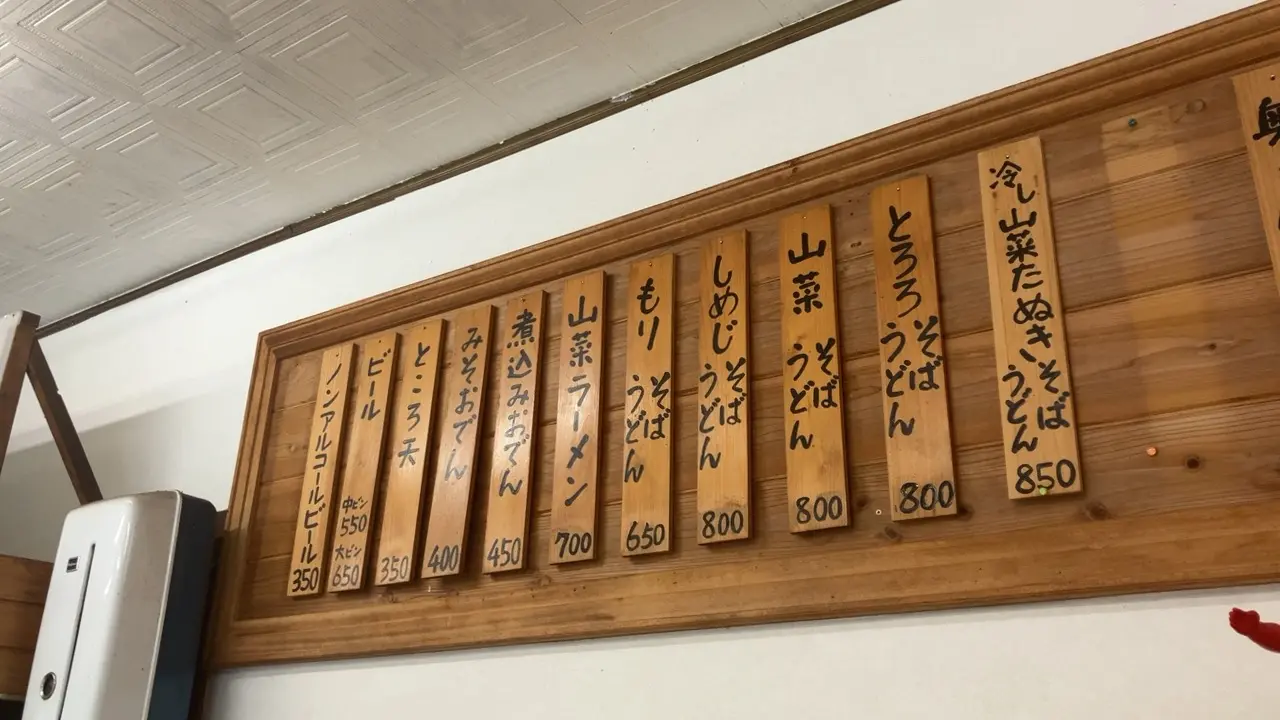 冷し山菜たぬき、そばうどん 850
とろろ そばうどん 800
山菜 そばうどん 800
しめじ そばうどん 800
もり そばうどん 650
山菜ラーメン 700
煮込みおでん 450
みそおでん 400
ところ天 350
ビール 中ビン 550 大ビン 650
ノンアルコールビール 350